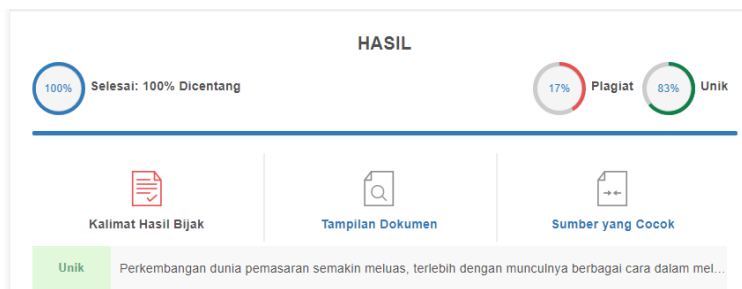 HASIL
100% Selesai: 100% Dicentang 17% Plagiat 83% Unik
Kalimat Hasil Bijak Tampilan Dokumen Sumber yang Cocok
Unik Perkembangan dunia pemasaran semakin meluas, terlebih dengan munculnya berbagai cara dalam mel...